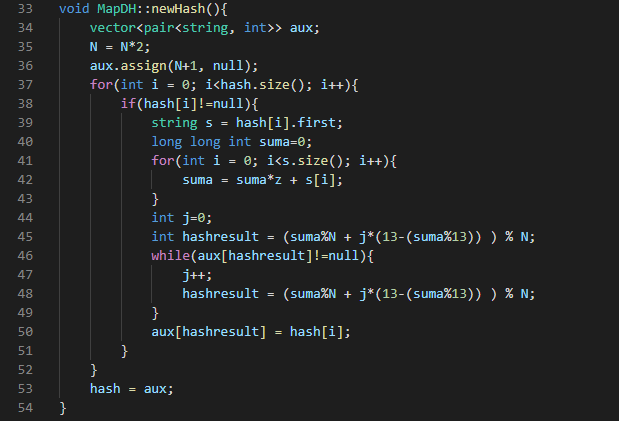 33 void MapDH::newHash(){
34     vector<pair<string, int>> aux;
35     N = N*2;
36     aux.assign(N+1, null);
37     for(int i = 0; i<hash.size(); i++){
38         if(hash[i]!=null){
39             string s = hash[i].first;
40             long long int suma=0;
41             for(int i = 0; i<s.size(); i++){
42                 suma = suma*z + s[i];
43             }
44             int j=0;
45             int hashresult = (suma%N + j*(13-(suma%13)) ) % N;
46             while(aux[hashresult]!=null){
47                 j++;
48                 hashresult = (suma%N + j*(13-(suma%13)) ) % N;
49             }
50             aux[hashresult] = hash[i];
51         }
52     }
53     hash = aux;
54 }